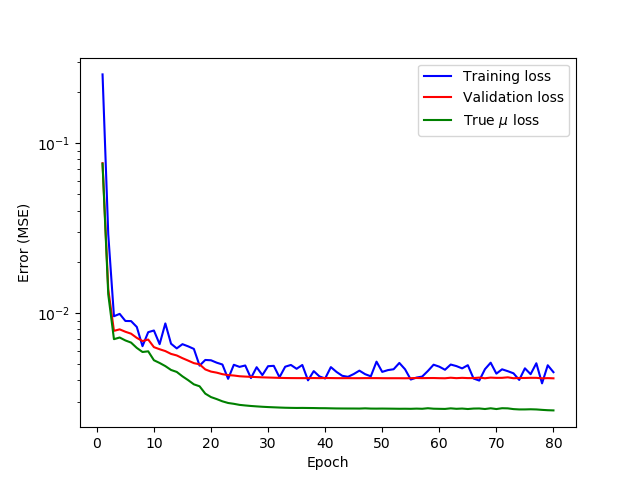 Training loss
Validation loss
True μ loss
10⁻¹
10⁻²
Error (MSE)
0 10 20 30 40 50 60 70 80
Epoch